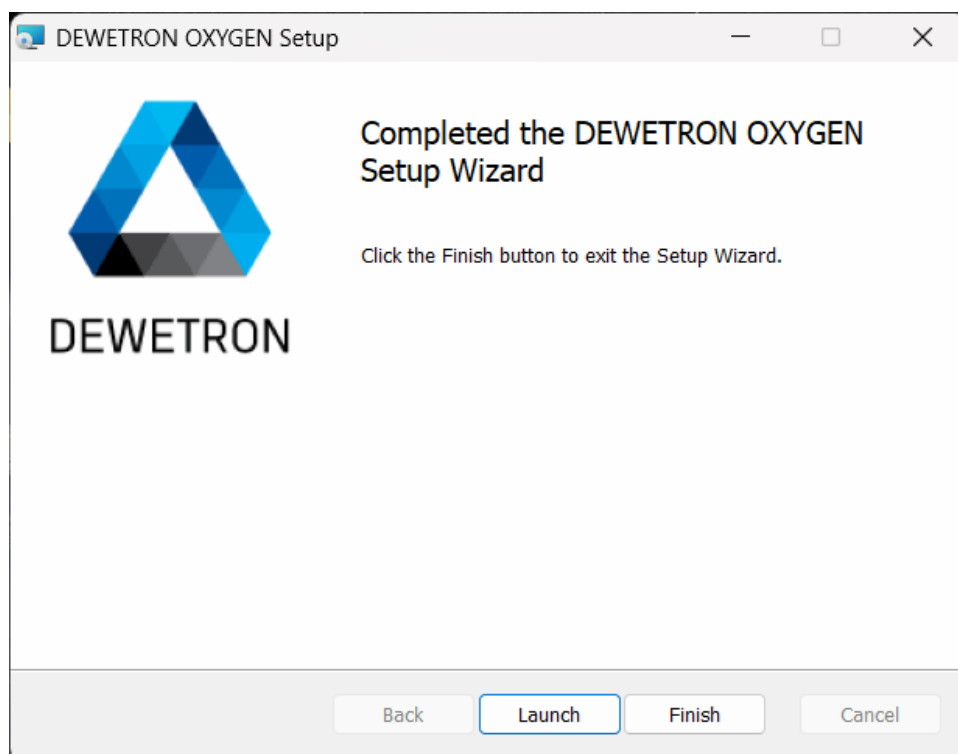 DEWETRON OXYGEN Setup
Completed the DEWETRON OXYGEN
Setup Wizard
Click the Finish button to exit the Setup Wizard.
DEWETRON
Back
Launch
Finish
Cancel